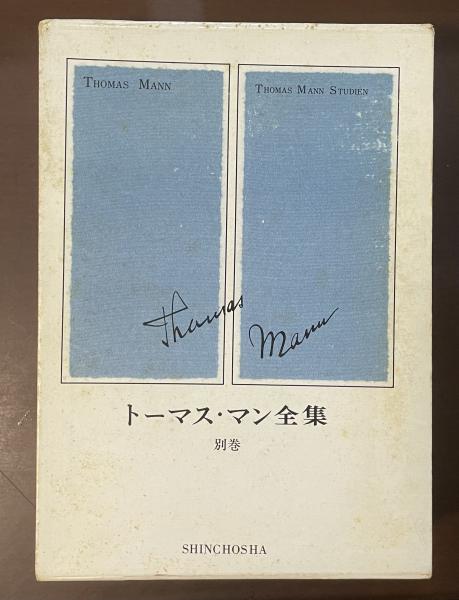 THOMAS MANN
THOMAS MANN STUDIEN
Thomas
Mann
トーマス・マン全集
別巻
SHINCHOSHA